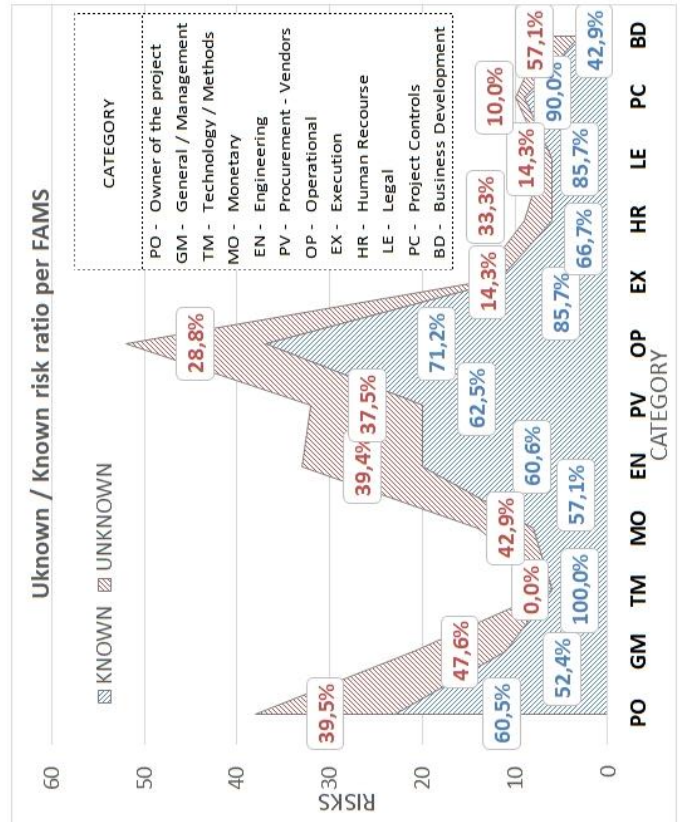 Uknown / Known risk ratio per FAMS
KNOWN UNKNOWN
CATEGORY
PO - Owner of the project
GM - General / Management
TM - Technology / Methods
MO - Monetary
EN - Engineering
PV - Procurement - Vendors
OP - Operational
EX - Execution
HR - Human Recourse
LE - Legal
PC - Project Controls
BD - Business Development
RISKS
60
50
40
30
20
10
0
39,5%
47,6%
0,0%
42,9%
39,4%
37,5%
28,8%
14,3%
33,3%
14,3%
10,0%
57,1%
60,5%
52,4%
100,0%
57,1%
60,6%
62,5%
71,2%
85,7%
66,7%
85,7%
90,0%
42,9%
PO GM TM MO EN PV OP EX HR LE PC BD
CATEGORY